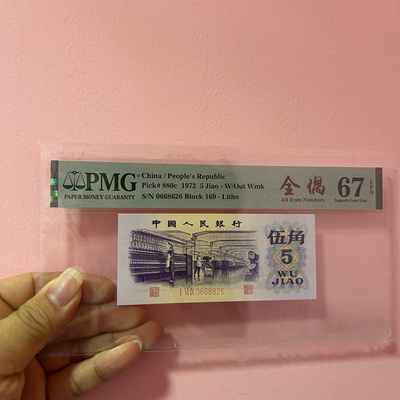 PMG
PAPER MONEY GUARANTY
China / People's Republic
Pick# 880c 1972 5 Jiao - W/Out Wmk
S/N 0668626 Block 169 - Litho
全偶
All Even Numbers
67
EPQ
Superb Gem Unc
中國人民銀行
伍角
5
WU
JIAO
0668626